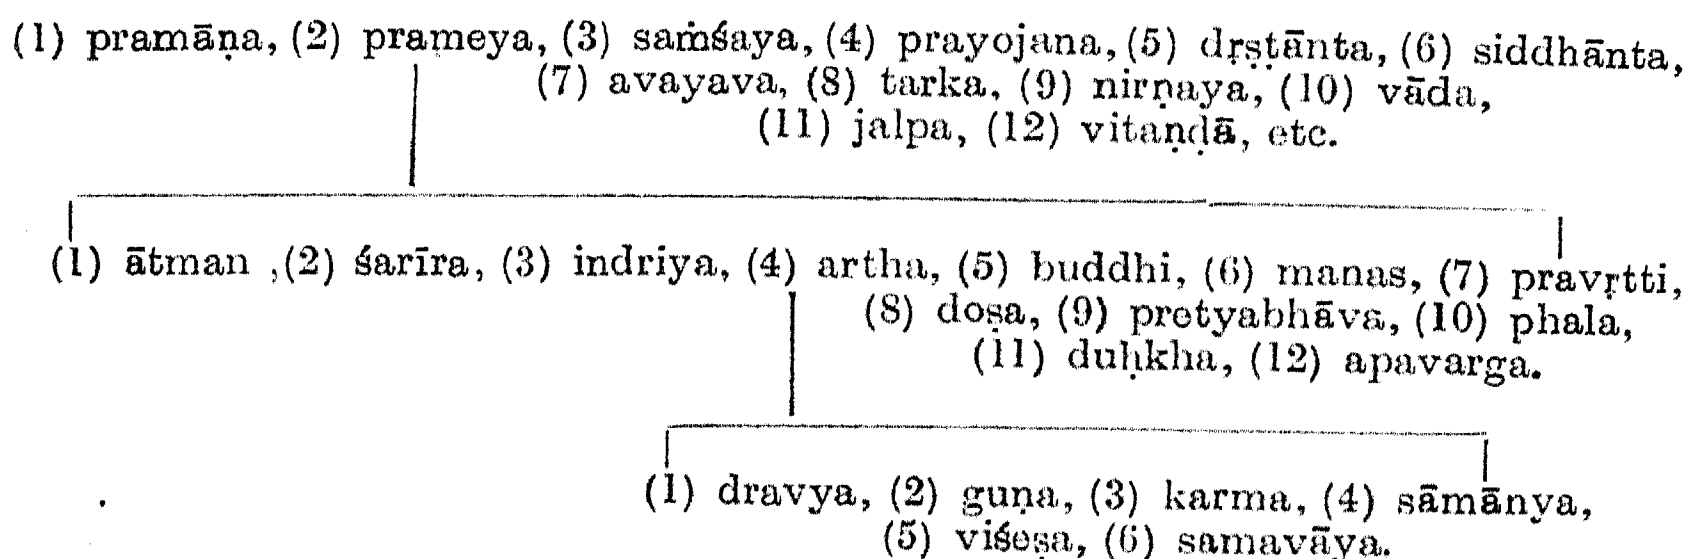 (1) pramāṇa, (2) prameya, (3) saṁśaya, (4) prayojana, (5) dṛṣṭānta, (6) siddhānta,
(7) avayava, (8) tarka, (9) nirṇaya, (10) vāda,
(11) jalpa, (12) vitaṇḍā, etc.
(1) ātman ,(2) śarīra, (3) indriya, (4) artha, (5) buddhi, (6) manas, (7) pravṛtti,
(8) doṣa, (9) pretyabhāva, (10) phala,
(11) duḥkha, (12) apavarga.
(1) dravya, (2) guṇa, (3) karma, (4) sāmānya,
(5) viśeṣa, (6) samavāya.